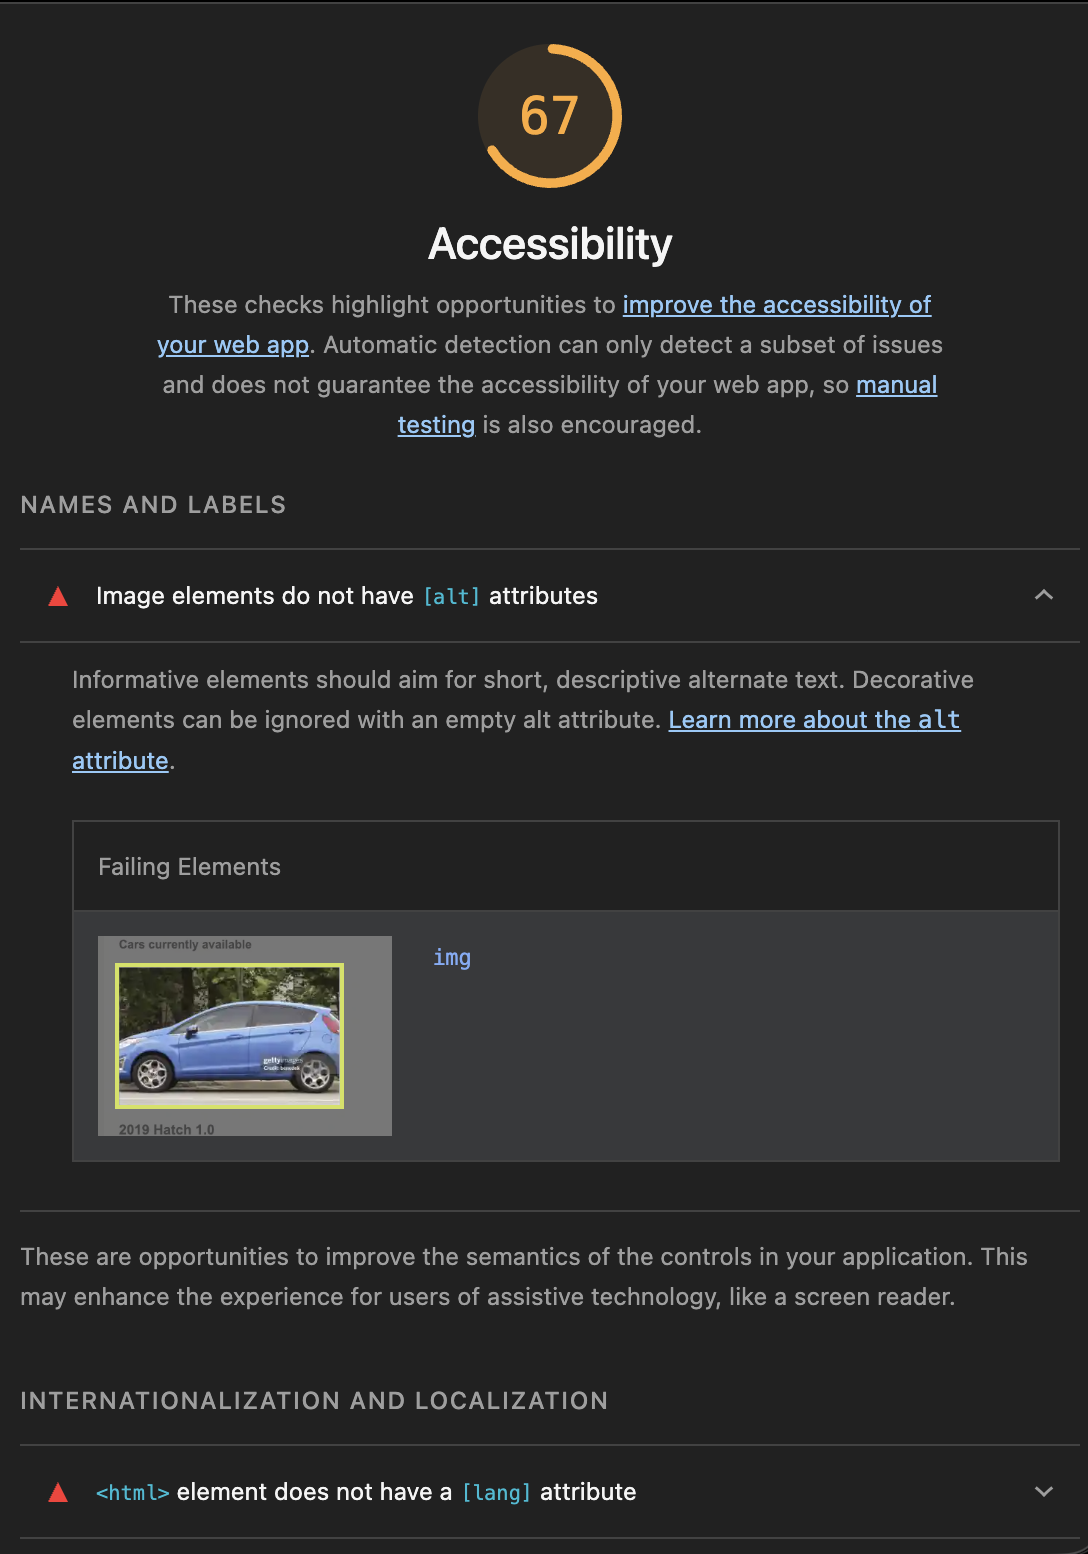 67
Accessibility
These checks highlight opportunities to improve the accessibility of
your web app. Automatic detection can only detect a subset of issues
and does not guarantee the accessibility of your web app, so manual
testing is also encouraged.
NAMES AND LABELS
Image elements do not have [alt] attributes
Informative elements should aim for short, descriptive alternate text. Decorative
elements can be ignored with an empty alt attribute. Learn more about the alt
attribute.
Failing Elements
Cars currently available
img
gettyimages
Credit:
2019 Hatch 1.0
These are opportunities to improve the semantics of the controls in your application. This
may enhance the experience for users of assistive technology, like a screen reader.
INTERNATIONALIZATION AND LOCALIZATION
<html> element does not have a [lang] attribute